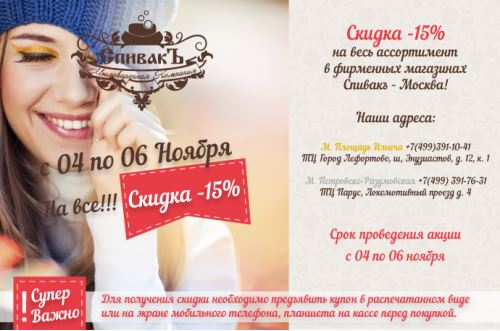 СпивакЪ
Мыловаренная Компания
с 04 по 06 Ноября
На все!!!
Скидка -15%
Скидка -15%
на весь ассортимент
в фирменных магазинах
Спивакъ - Москва!
Наши адреса:
М. Площадь Ильича +7(499)391-10-41
ТЦ Город Лефортово, ш, Энузиастов, д. 12, к. 1
М. Петровско-Разумовская +7(499) 391-76-31
ТЦ Парус, Локомотивный проезд д. 4
Срок проведения акции
с 04 по 06 ноября
! Супер
Важно
Для получения скидки необходимо предъявить купон в распечатанном виде
или на экране мобильного телефона, планшета на кассе перед покупкой.